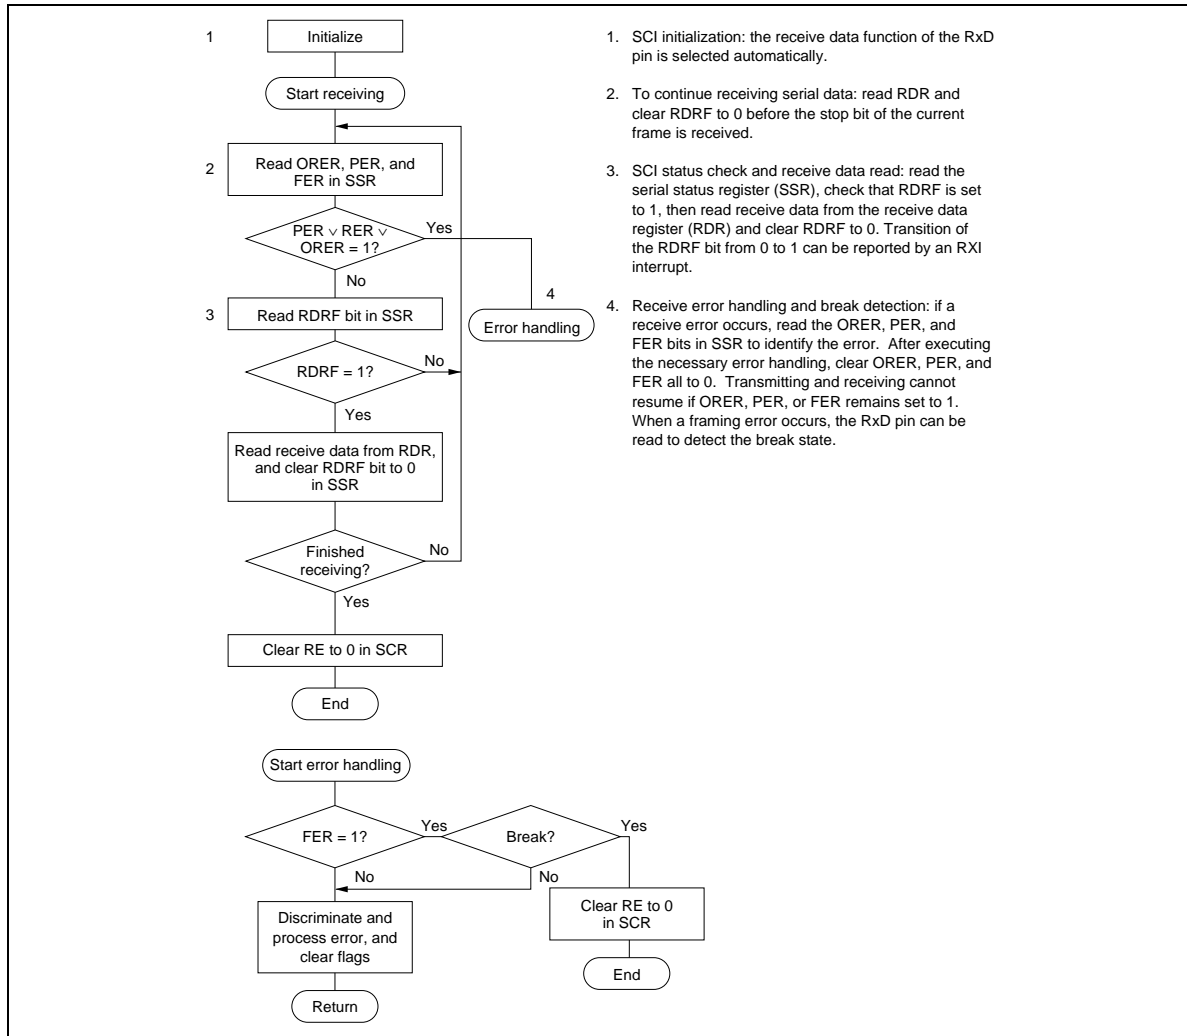 1
Initialize
Start receiving
2
Read ORER, PER, and
FER in SSR
PER ∨ RER ∨
ORER = 1?
Yes
No
4
3
Read RDRF bit in SSR
Error handling
RDRF = 1?
No
Yes
Read receive data from RDR,
and clear RDRF bit to 0
in SSR
Finished
receiving?
No
Yes
Clear RE to 0 in SCR
End
1. SCI initialization: the receive data function of the RxD
pin is selected automatically.
2. To continue receiving serial data: read RDR and
clear RDRF to 0 before the stop bit of the current
frame is received.
3. SCI status check and receive data read: read the
serial status register (SSR), check that RDRF is set
to 1, then read receive data from the receive data
register (RDR) and clear RDRF to 0. Transition of
the RDRF bit from 0 to 1 can be reported by an RXI
interrupt.
4. Receive error handling and break detection: if a
receive error occurs, read the ORER, PER, and
FER bits in SSR to identify the error. After executing
the necessary error handling, clear ORER, PER, and
FER all to 0. Transmitting and receiving cannot
resume if ORER, PER, or FER remains set to 1.
When a framing error occurs, the RxD pin can be
read to detect the break state.
Start error handling
FER = 1?
Yes
Break?
Yes
No
No
Discriminate and
process error, and
clear flags
Clear RE to 0
in SCR
Return
End